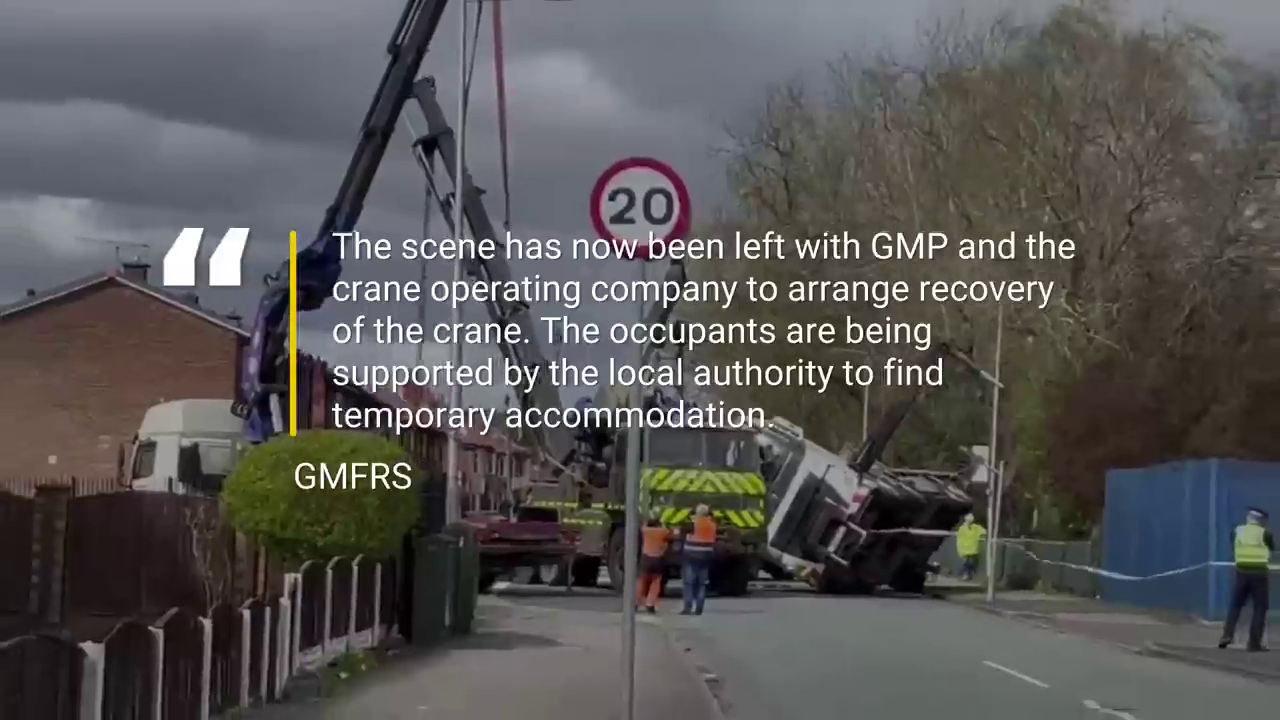 20
“
The scene has now been left with GMP and the
crane operating company to arrange recovery
of the crane. The occupants are being
supported by the local authority to find
temporary accommodation.
GMFRS